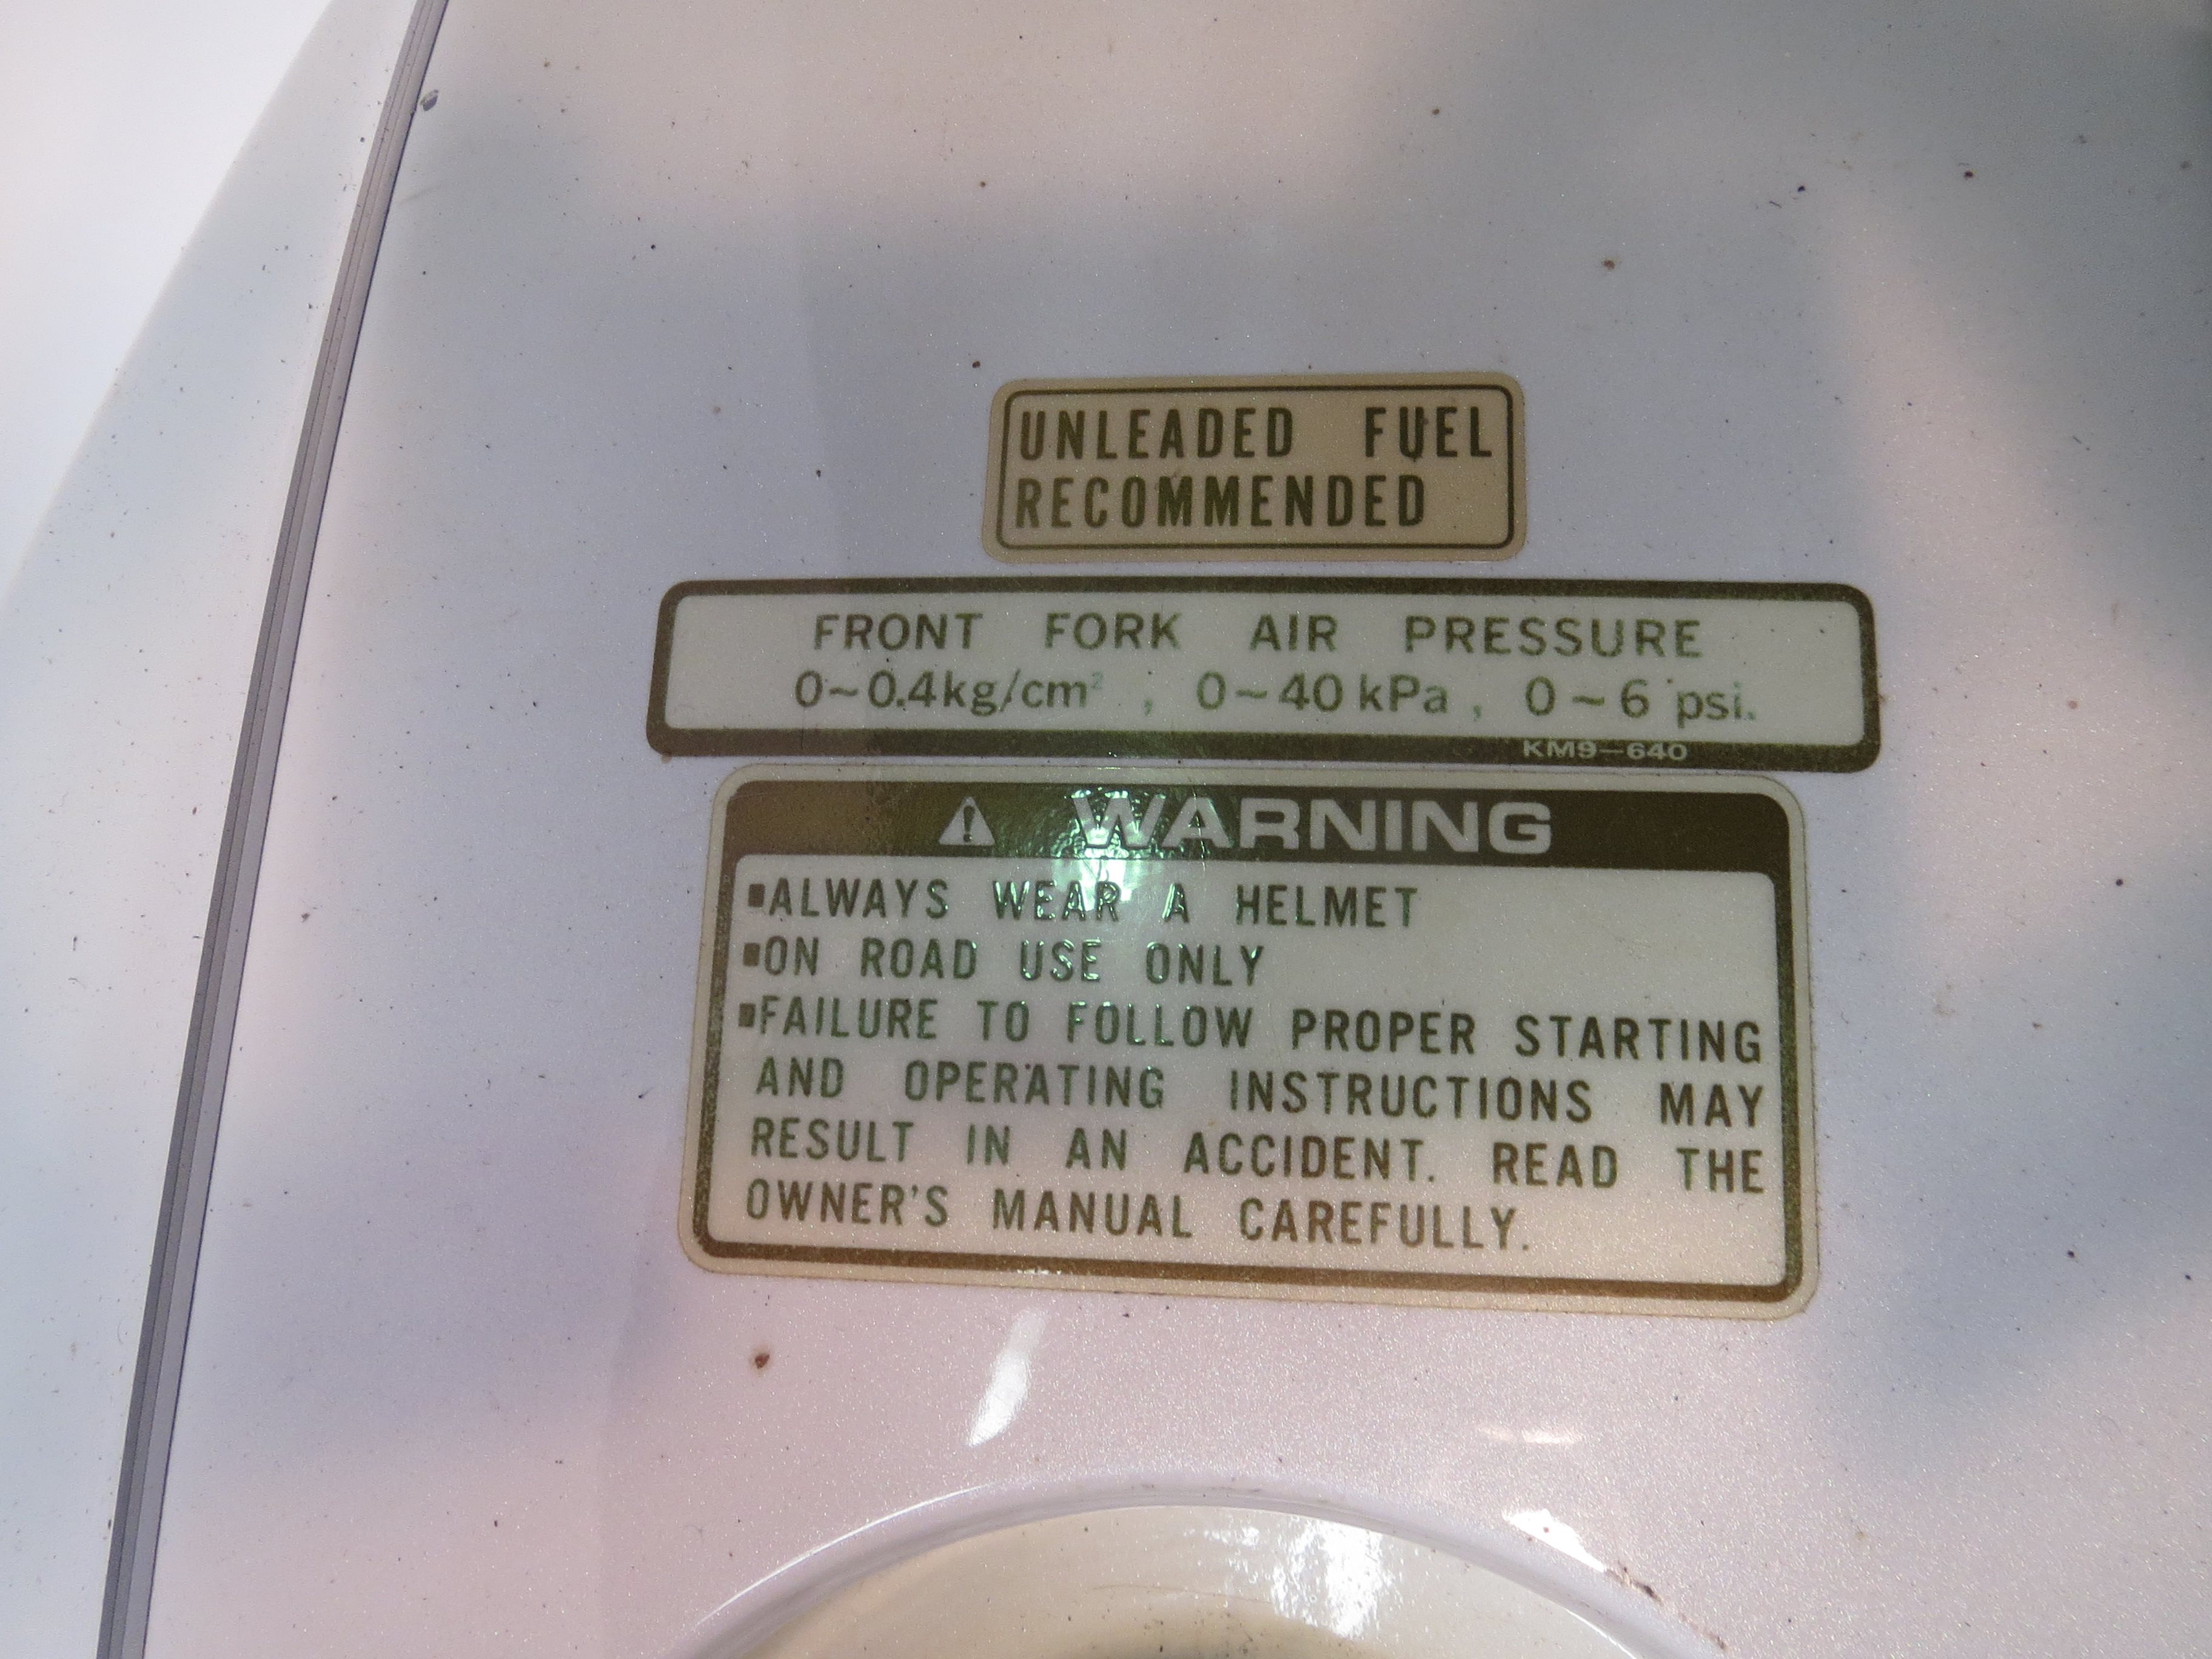 UNLEADED FUEL
RECOMMENDED
FRONT FORK AIR PRESSURE
0~0.4kg/cm² , 0~40kPa, 0~6 psi.
KM9-640
⚠ WARNING
▪ALWAYS WEAR A HELMET
▪ON ROAD USE ONLY
▪FAILURE TO FOLLOW PROPER STARTING
AND OPERATING INSTRUCTIONS MAY
RESULT IN AN ACCIDENT. READ THE
OWNER'S MANUAL CAREFULLY.